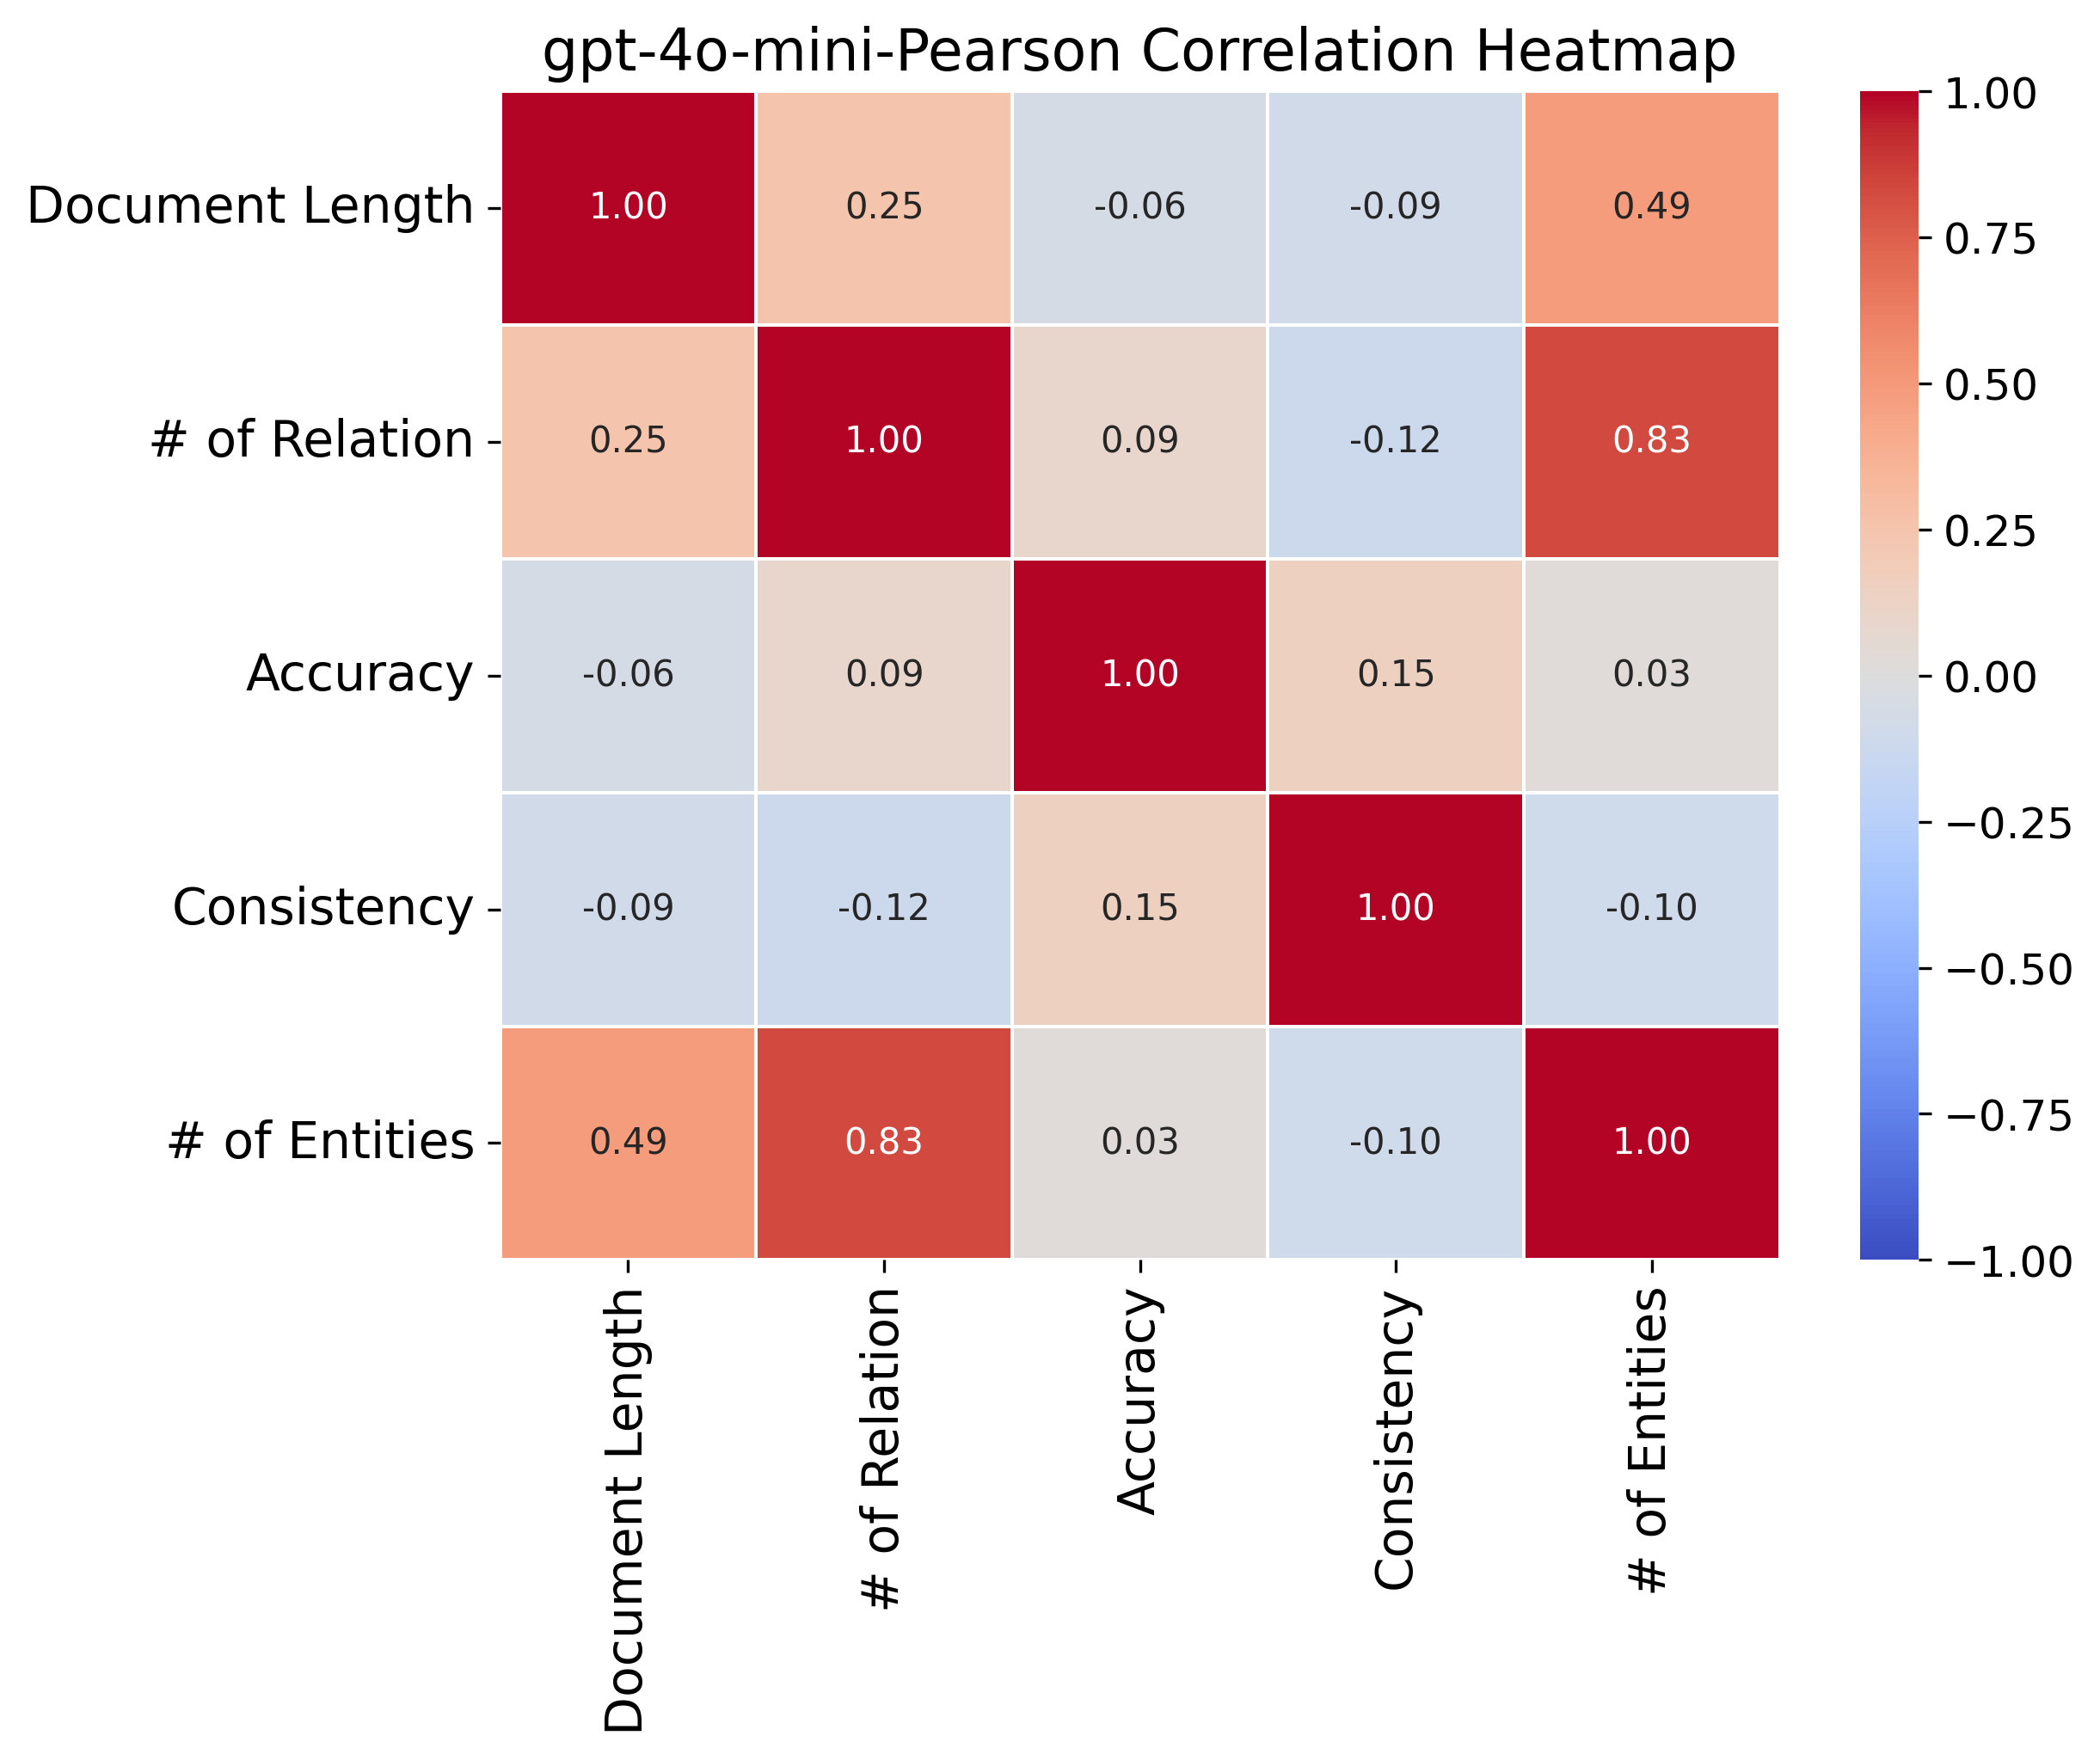 gpt-4o-mini-Pearson Correlation Heatmap
Document Length 1.00 0.25 -0.06 -0.09 0.49
# of Relation 0.25 1.00 0.09 -0.12 0.83
Accuracy -0.06 0.09 1.00 0.15 0.03
Consistency -0.09 -0.12 0.15 1.00 -0.10
# of Entities 0.49 0.83 0.03 -0.10 1.00
Document Length
# of Relation
Accuracy
Consistency
# of Entities
1.00
0.75
0.50
0.25
0.00
−0.25
−0.50
−0.75
−1.00